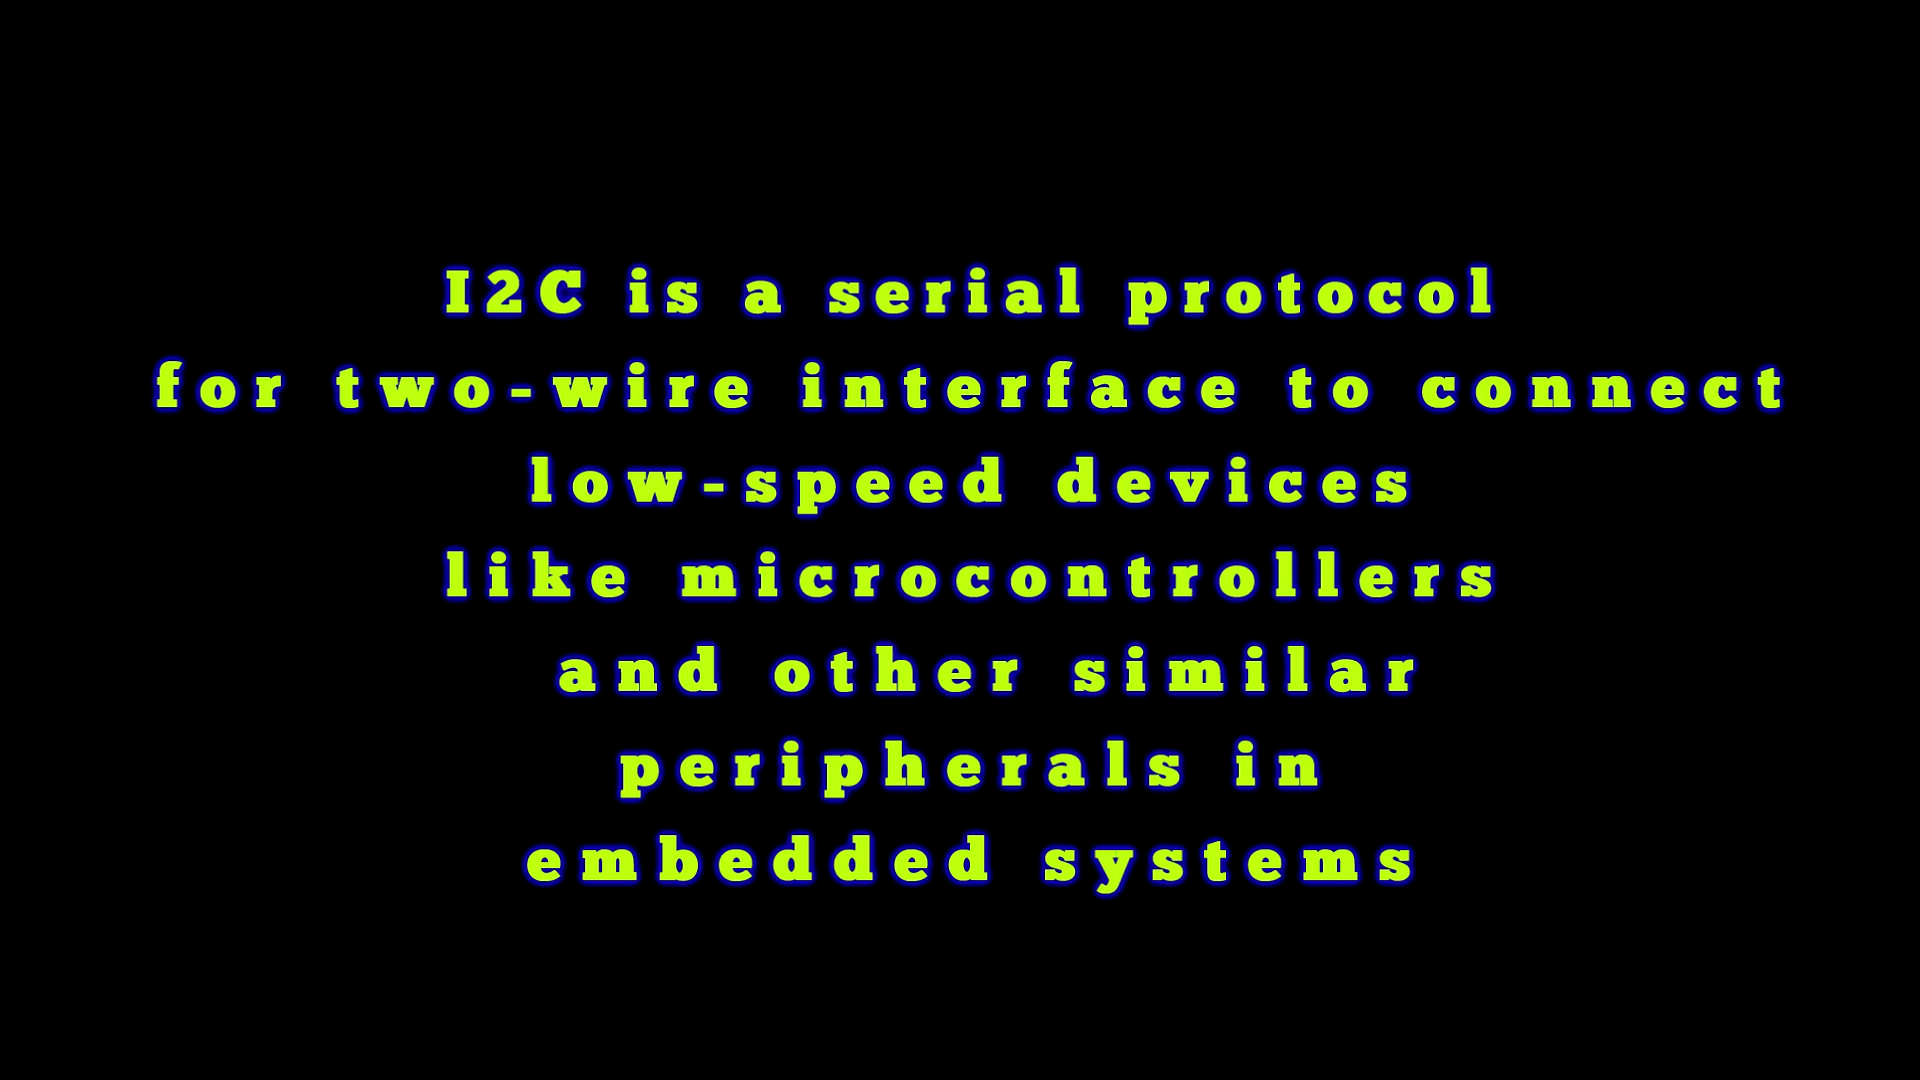 I2C is a serial protocol
for two-wire interface to connect
low-speed devices
like microcontrollers
and other similar
peripherals in
embedded systems